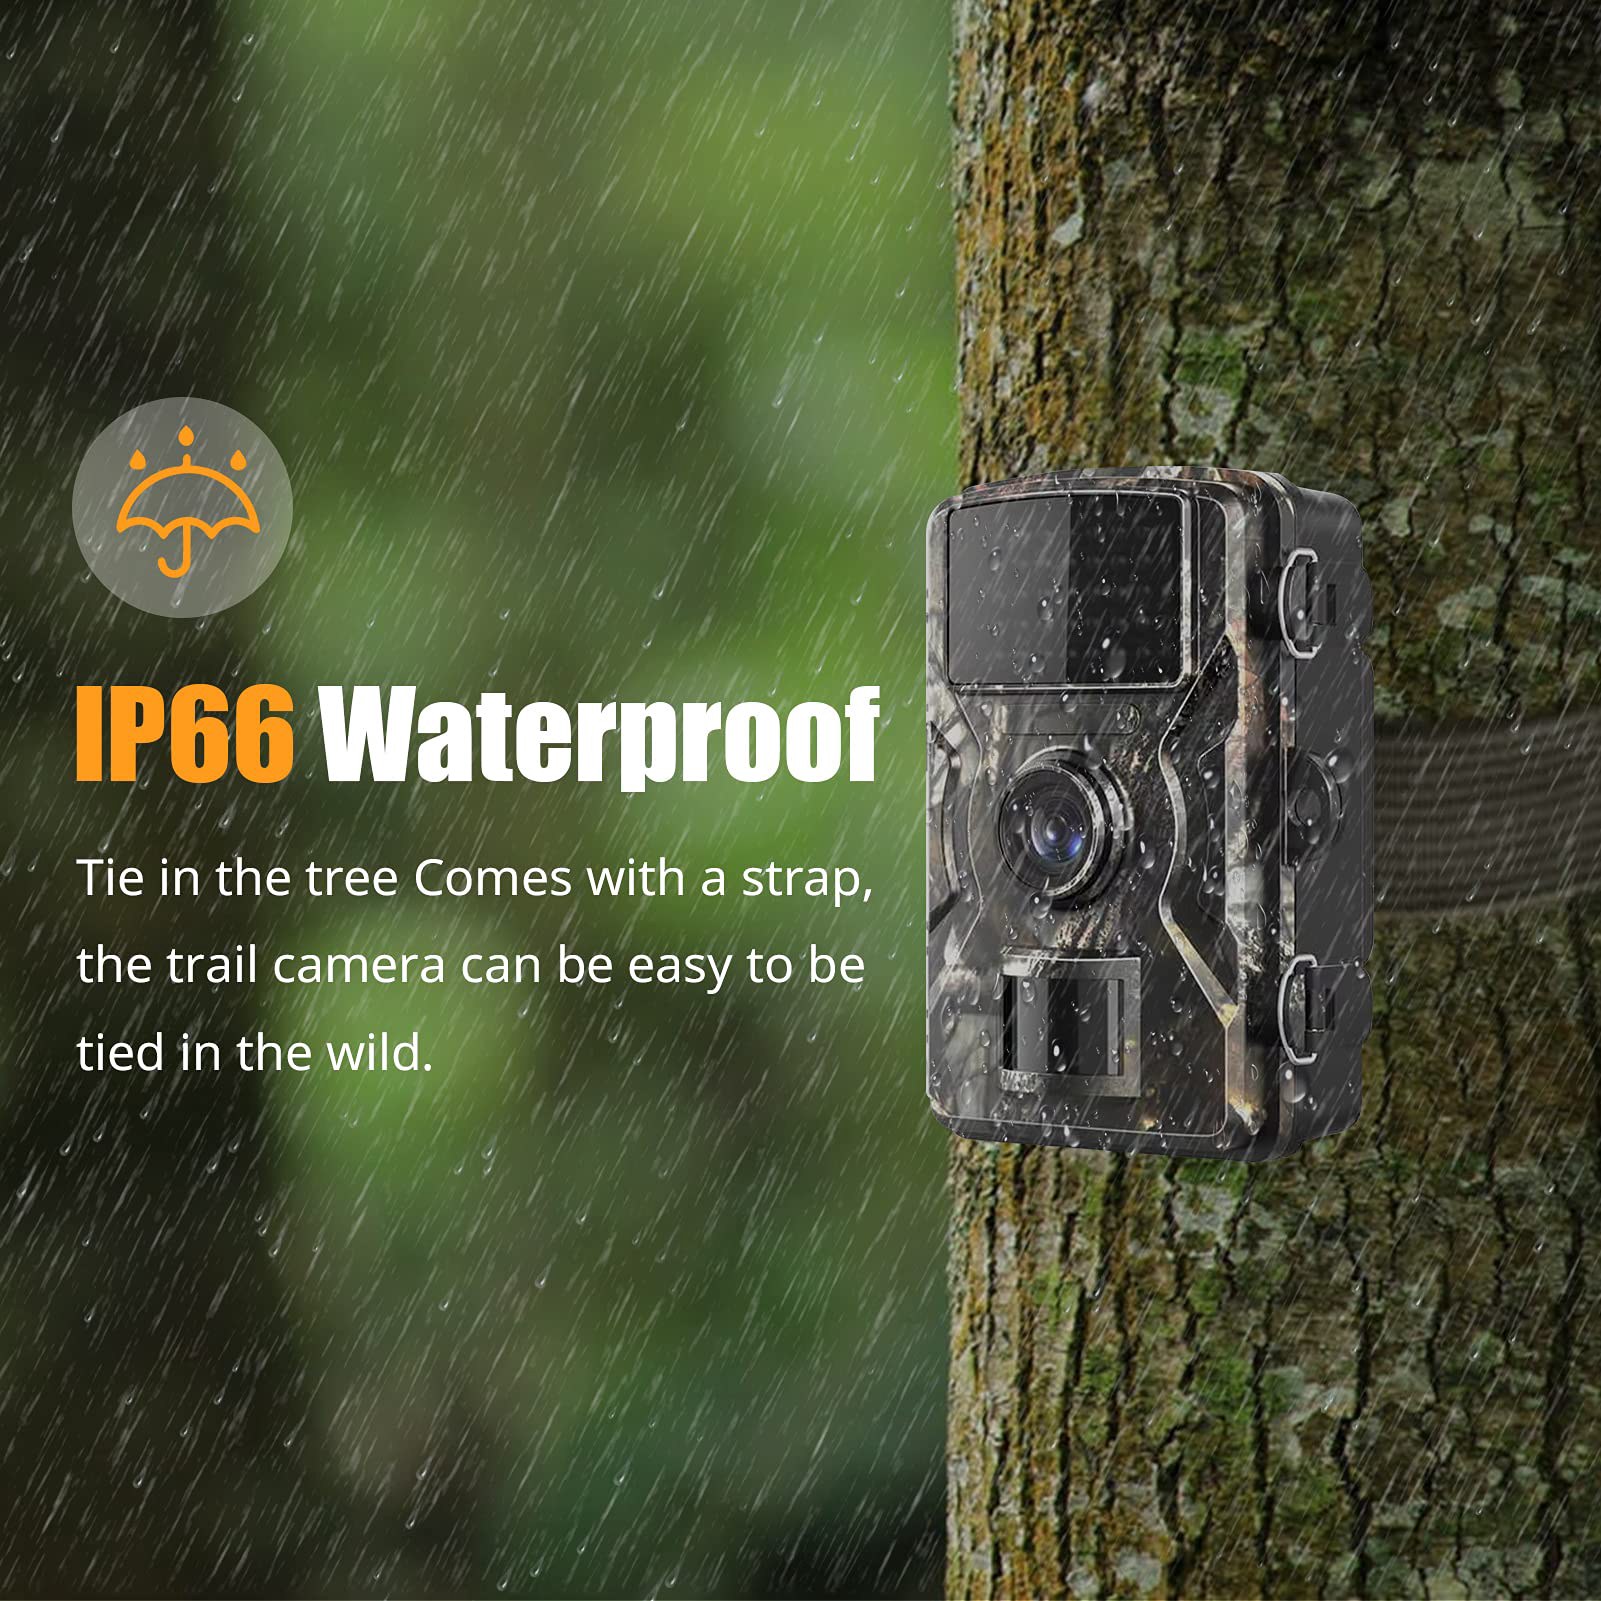 IP66 Waterproof
Tie in the tree Comes with a strap,
the trail camera can be easy to be
tied in the wild.